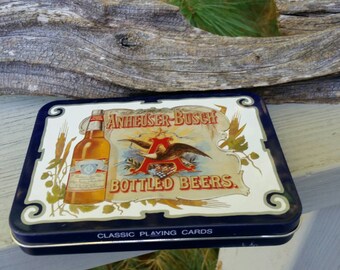 ANHEUSER-BUSCH
A
BOTTLED BEERS.
CLASSIC PLAYING CARDS